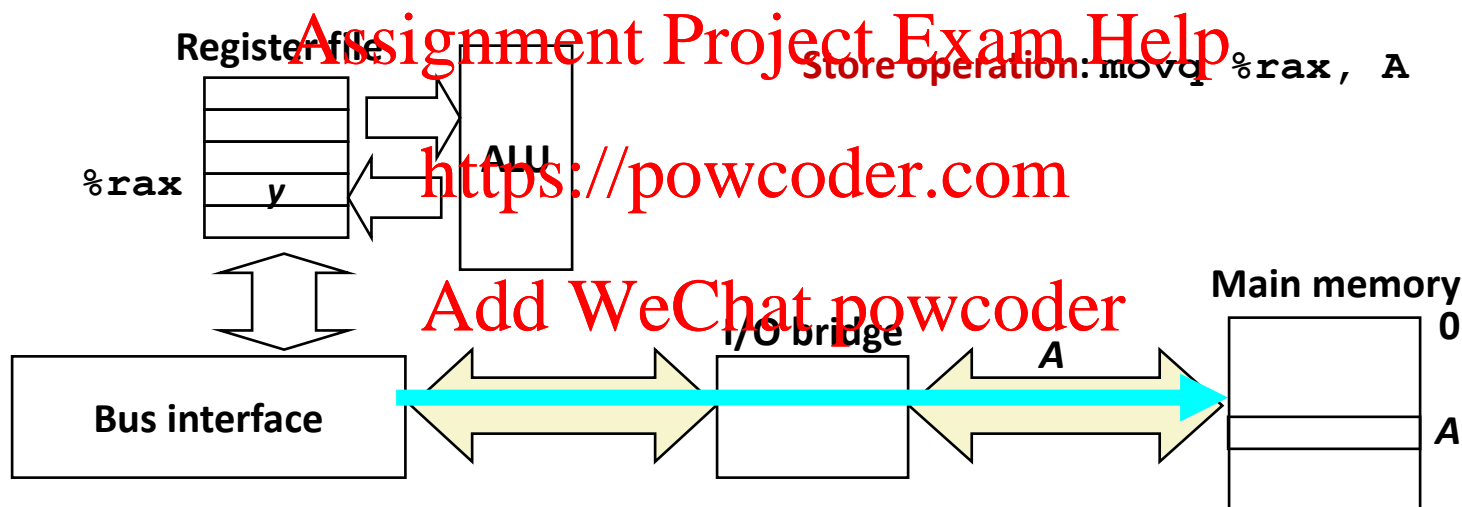 Assignment Project Exam Help
Register file
Store operation: movq %rax, A
ALU
%rax
y
https://powcoder.com
Main memory
0
Add WeChat powcoder
I/O bridge
A
Bus interface
A